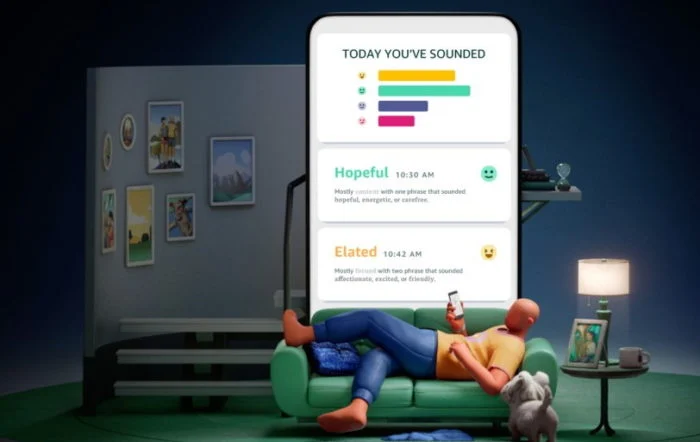 TODAY YOU'VE SOUNDED
Hopeful 10:30 AM
Mostly content with one phrase that sounded
hopeful, energetic, or carefree.
Elated 10:42 AM
Mostly focused with two phrase that sounded
affectionate, excited, or friendly.